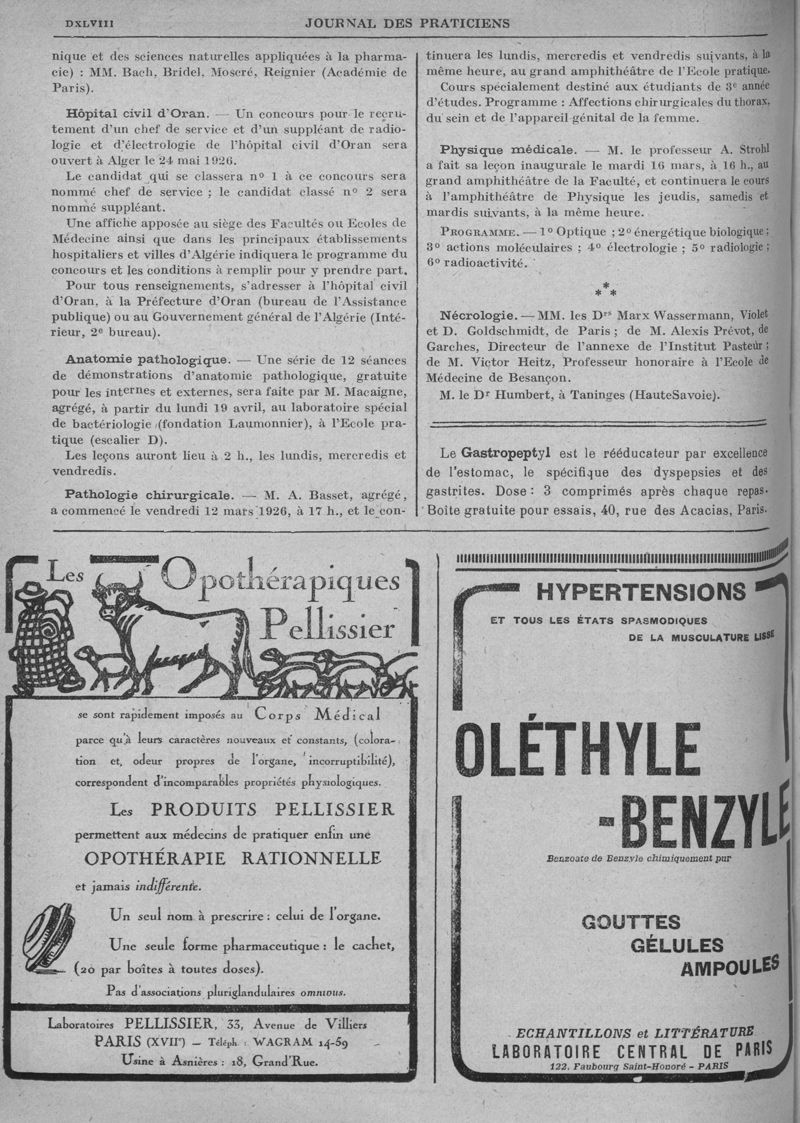 DXLVIII
JOURNAL DES PRATICIENS
nique et des sciences naturelles appliquées à la pharma-
cie) : MM. Bach, Bridel, Moscré, Reignier (Académie de
Paris).
Hôpital civil d'Oran. — Un concours pour le recru-
tement d'un chef de service et d'un suppléant de radio-
logie et d'électrologie de l'hôpital civil d'Oran sera
ouvert à Alger le 24 mai 1926.
Le candidat qui se classera nº 1 à ce concours sera
nommé chef de service ; le candidat classé nº 2 sera
nommé suppléant.
Une affiche apposée au siège des Facultés ou Ecoles de
Médecine ainsi que dans les principaux établissements
hospitaliers et villes d'Algérie indiquera le programme du
concours et les conditions à remplir pour y prendre part.
Pour tous renseignements, s'adresser à l'hôpital civil
d'Oran, à la Préfecture d'Oran (bureau de l'Assistance
publique) ou au Gouvernement général de l'Algérie (Inté-
rieur, 2e bureau).
Anatomie pathologique. — Une série de 12 séances
de démonstrations d'anatomie pathologique, gratuite
pour les internes et externes, sera faite par M. Macaigne,
agrégé, à partir du lundi 19 avril, au laboratoire spécial
de bactériologie (fondation Laumonnier), à l'Ecole pra-
tique (escalier D).
Les leçons auront lieu à 2 h., les lundis, mercredis et
vendredis.
Pathologie chirurgicale. — M. A. Basset, agrégé,
a commencé le vendredi 12 mars 1926, à 17 h., et le con-
tinuera les lundis, mercredis et vendredis suivants, à la
même heure, au grand amphithéâtre de l'Ecole pratique.
Cours spécialement destiné aux étudiants de 3e année
d'études. Programme : Affections chirurgicales du thorax,
du sein et de l'appareil génital de la femme.
Physique médicale. — M. le professeur A. Strohl
a fait sa leçon inaugurale le mardi 16 mars, à 16 h., au
grand amphithéâtre de la Faculté, et continuera le cours
à l'amphithéâtre de Physique les jeudis, samedis et
mardis suivants, à la même heure.
PROGRAMME. — 1º Optique ; 2º énergétique biologique ;
3º actions moléculaires ; 4º électrologie ; 5º radiologie ;
6º radioactivité.
*
* *
Nécrologie. — MM. les Drs Marx Wassermann, Violet
et D. Goldschmidt, de Paris ; de M. Alexis Prévot, de
Garches, Directeur de l'annexe de l'Institut Pasteur ;
de M. Victor Heitz, Professeur honoraire à l'Ecole de
Médecine de Besançon.
M. le Dr Humbert, à Taninges (HauteSavoie).
Le Gastropeptyl est le rééducateur par excellence
de l'estomac, le spécifique des dyspepsies et des
gastrites. Dose : 3 comprimés après chaque repas.
Boîte gratuite pour essais, 40, rue des Acacias, Paris.
Les Opothérapiques
Pellissier
se sont rapidement imposés au Corps Médical
parce qu'à leurs caractères nouveaux et constants, (colora-
tion et, odeur propres de l'organe, incorruptibilité),
correspondent d'incomparables propriétés physiologiques.
Les PRODUITS PELLISSIER
permettent aux médecins de pratiquer enfin une
OPOTHÉRAPIE RATIONNELLE
et jamais indifférente.
Un seul nom à prescrire : celui de l'organe.
Une seule forme pharmaceutique : le cachet,
(20 par boîtes à toutes doses).
Pas d'associations pluriglandulaires omnious.
Laboratoires PELLISSIER, 33, Avenue de Villiers
PARIS (XVIIe) — Téléph : WAGRAM 14-59
Usine à Asnières : 18, Grand'Rue.
HYPERTENSIONS
ET TOUS LES ÉTATS SPASMODIQUES
DE LA MUSCULATURE LISSE
OLÉTHYLE
-BENZYLE
Benzoate de Benzyle chimiquement pur
GOUTTES
GÉLULES
AMPOULES
ECHANTILLONS et LITTÉRATURE
LABORATOIRE CENTRAL DE PARIS
122, Faubourg Saint-Honoré - PARIS